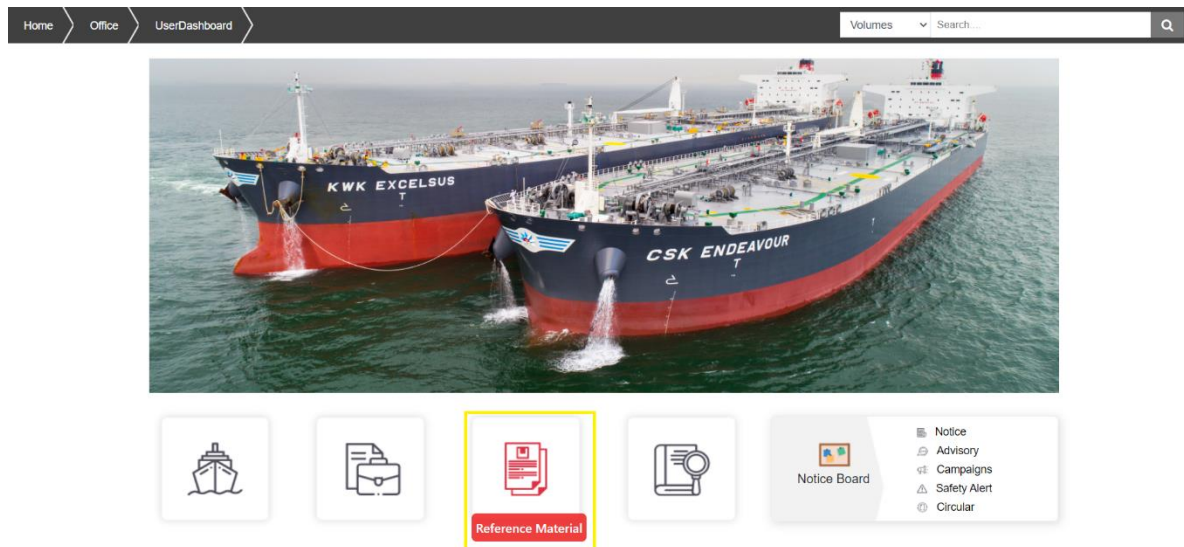 Home
Office
UserDashboard
Volumes
Search....
KWK EXCELSUS
T
CSK ENDEAVOUR
T
Reference Material
Notice Board
Notice
Advisory
Campaigns
Safety Alert
Circular